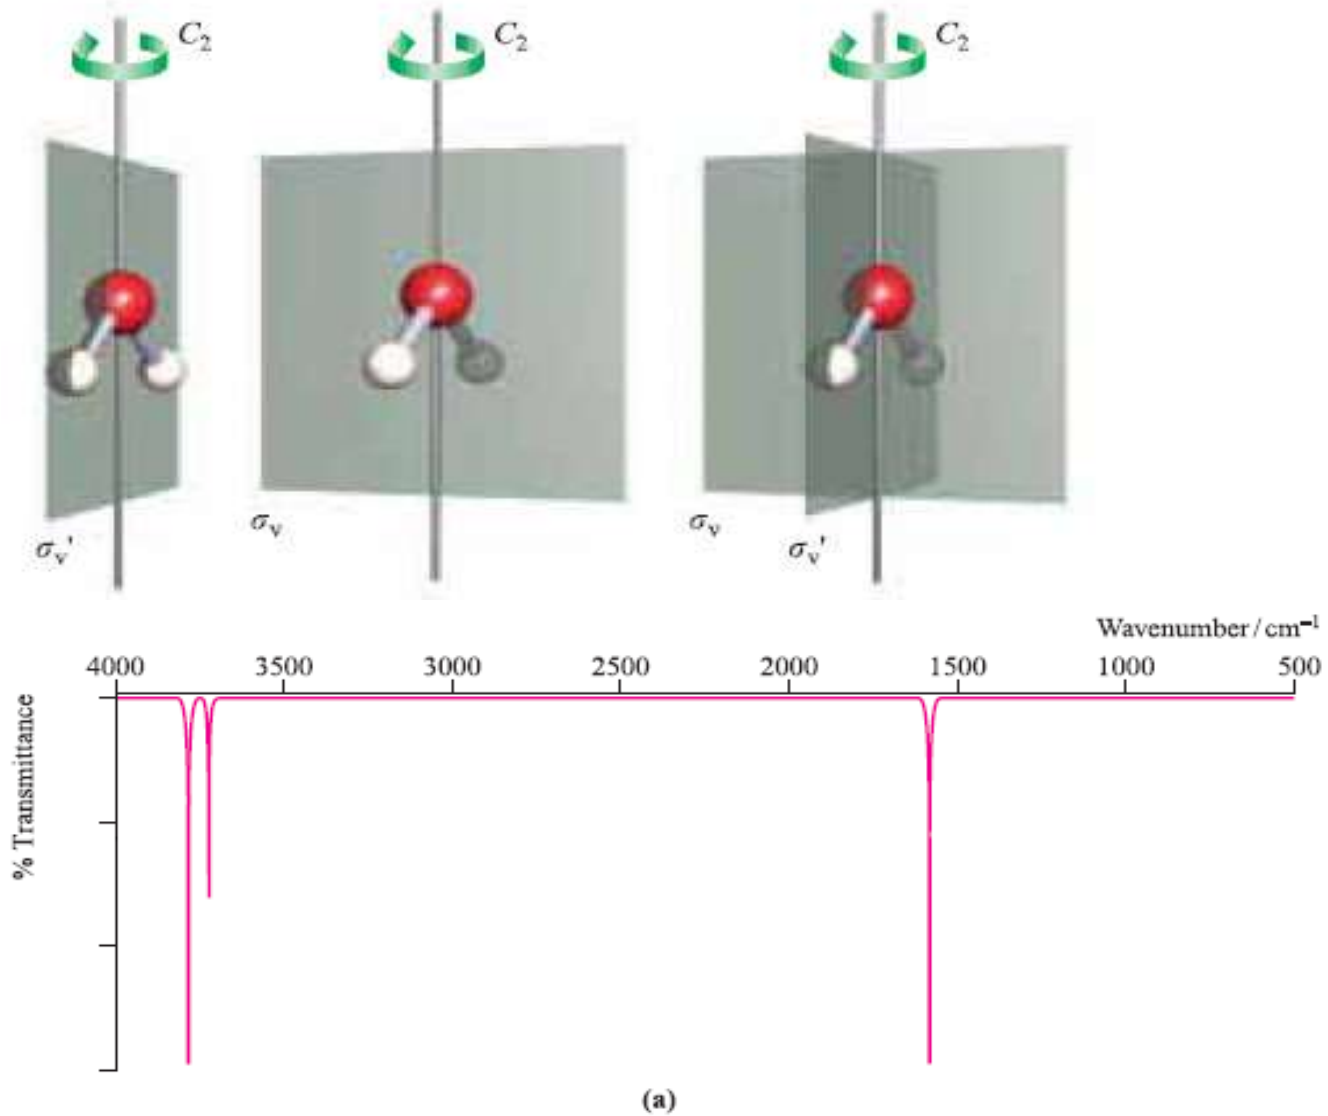 C₂ C₂ C₂
σᵥ' σᵥ σᵥ
σᵥ'
Wavenumber / cm⁻¹
4000 3500 3000 2500 2000 1500 1000 500
% Transmittance
(a)